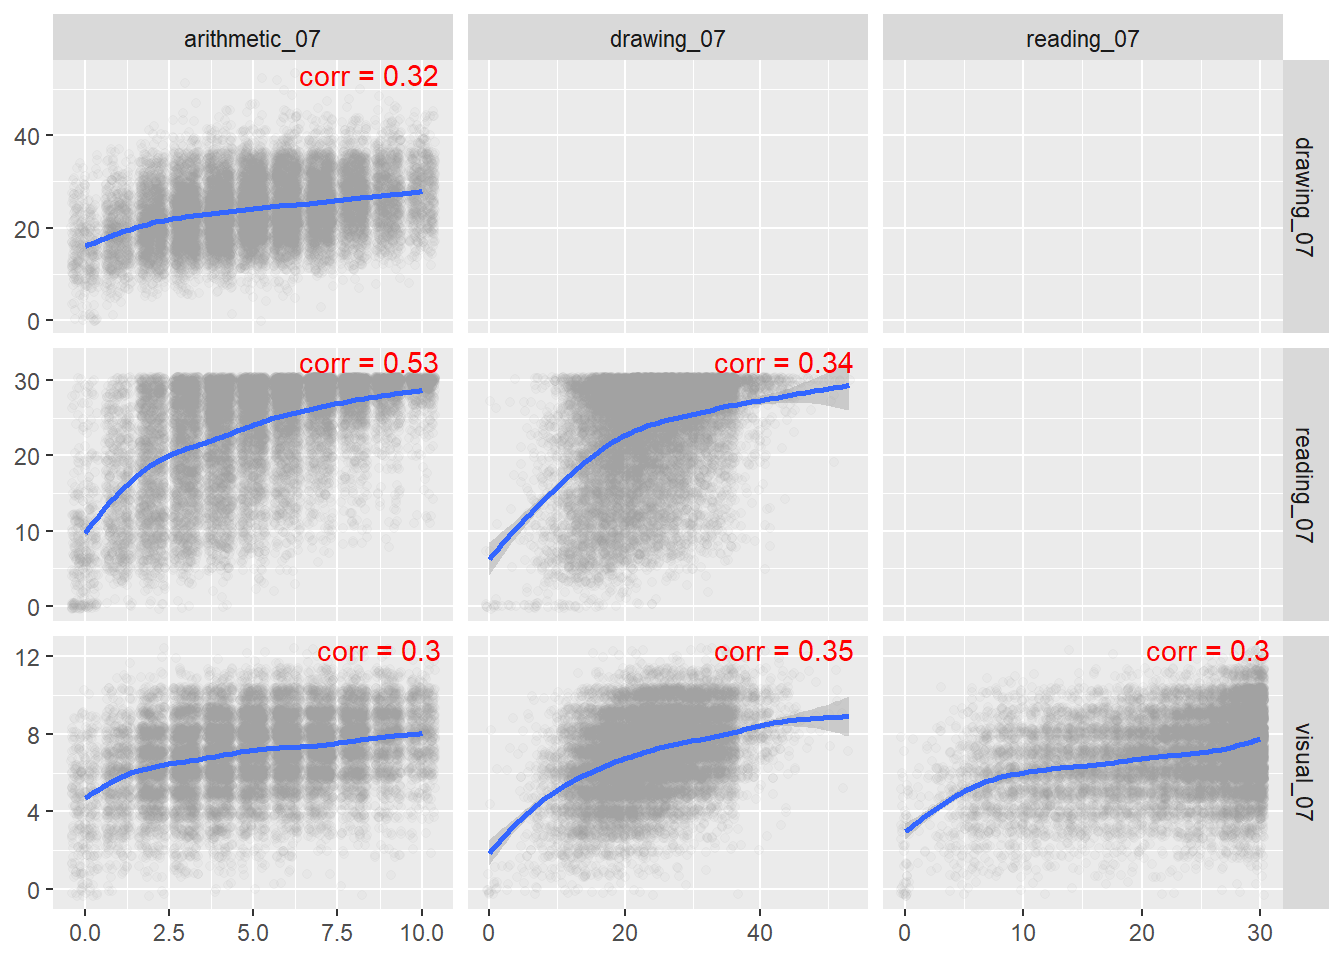 arithmetic_07 drawing_07 reading_07
corr = 0.32
40
20
0
drawing_07
corr = 0.53 corr = 0.34
30
20
10
0
reading_07
corr = 0.3 corr = 0.35 corr = 0.3
12
8
4
0
visual_07
0.0 2.5 5.0 7.5 10.0 0 20 40 0 10 20 30